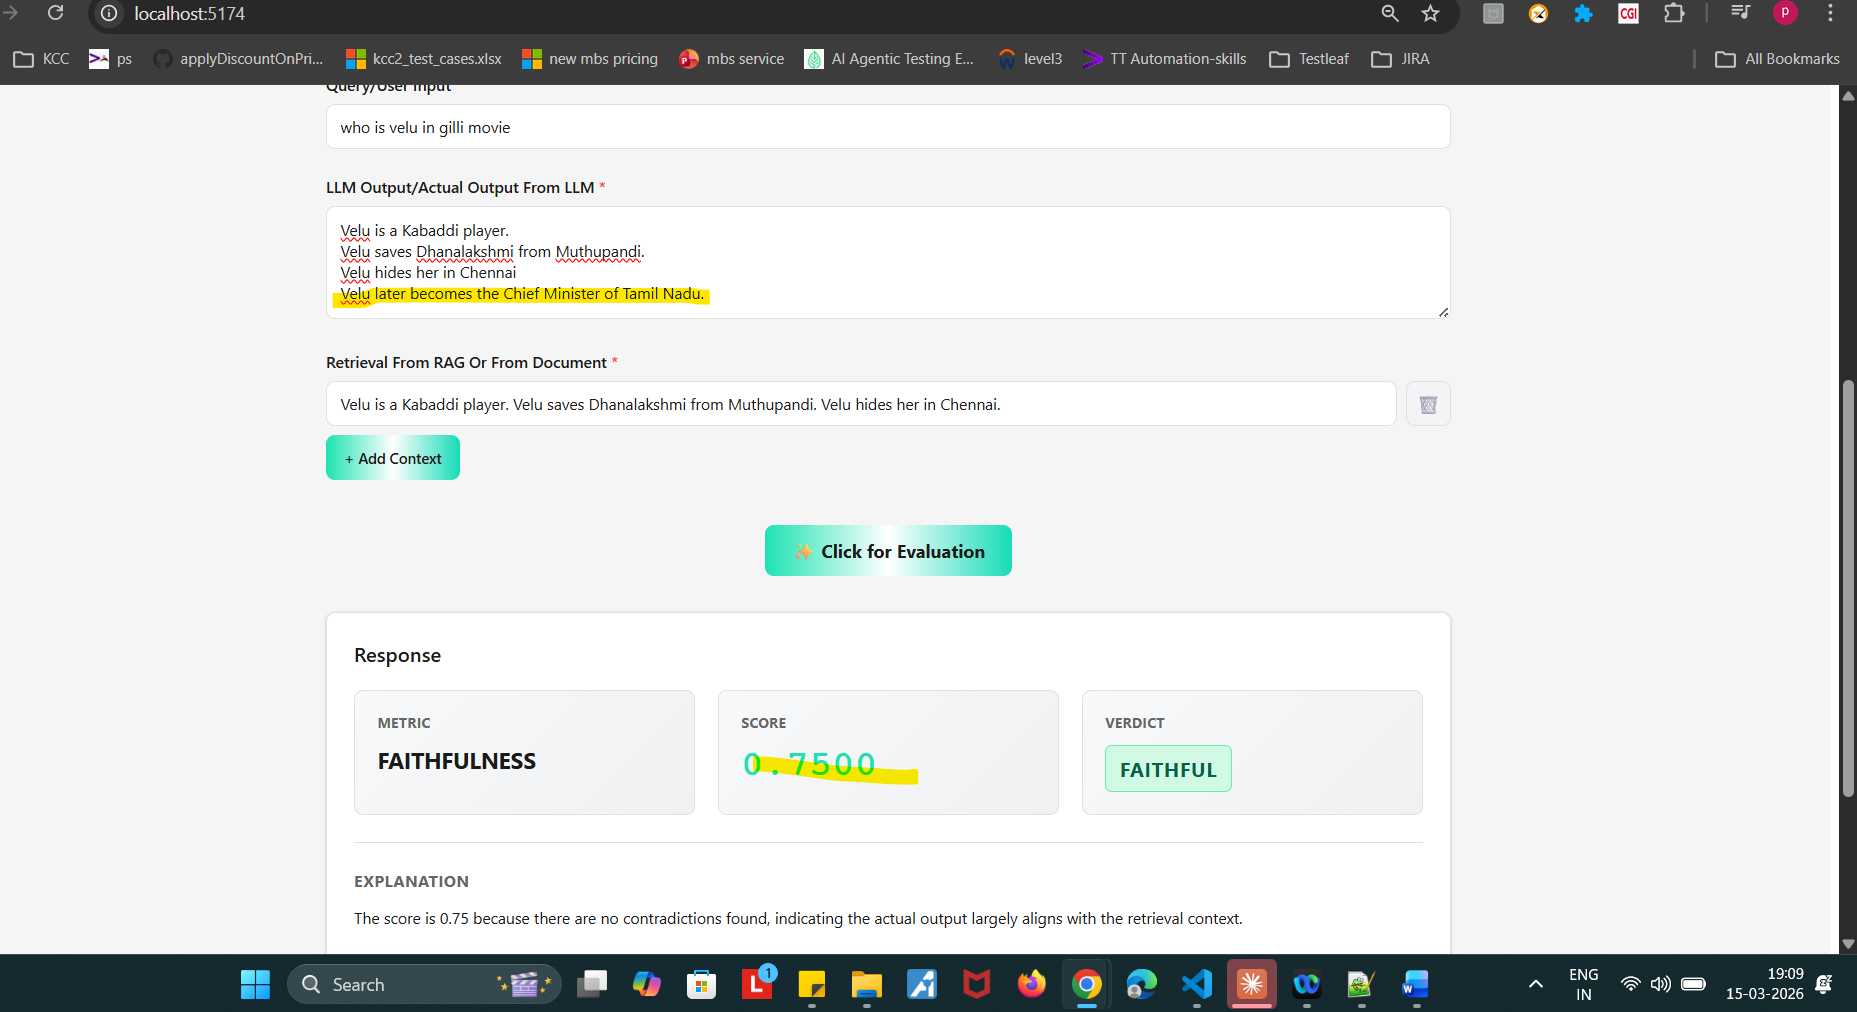 localhost:5174
P
CGI
KCC
ps
applyDiscountOnPri...
kcc2_test_cases.xlsx
new mbs pricing
mbs service
AI Agentic Testing E...
level3
TT Automation-skills
Testleaf
JIRA
All Bookmarks
Query/User Input
who is velu in gilli movie
LLM Output/Actual Output From LLM *
Velu is a Kabaddi player.
Velu saves Dhanalakshmi from Muthupandi.
Velu hides her in Chennai
Velu later becomes the Chief Minister of Tamil Nadu.
Retrieval From RAG Or From Document *
Velu is a Kabaddi player. Velu saves Dhanalakshmi from Muthupandi. Velu hides her in Chennai.
+ Add Context
✨ Click for Evaluation
Response
METRIC
FAITHFULNESS
SCORE
0.7500
VERDICT
FAITHFUL
EXPLANATION
The score is 0.75 because there are no contradictions found, indicating the actual output largely aligns with the retrieval context.
Search
L
1
ENG
IN
19:09
15-03-2026